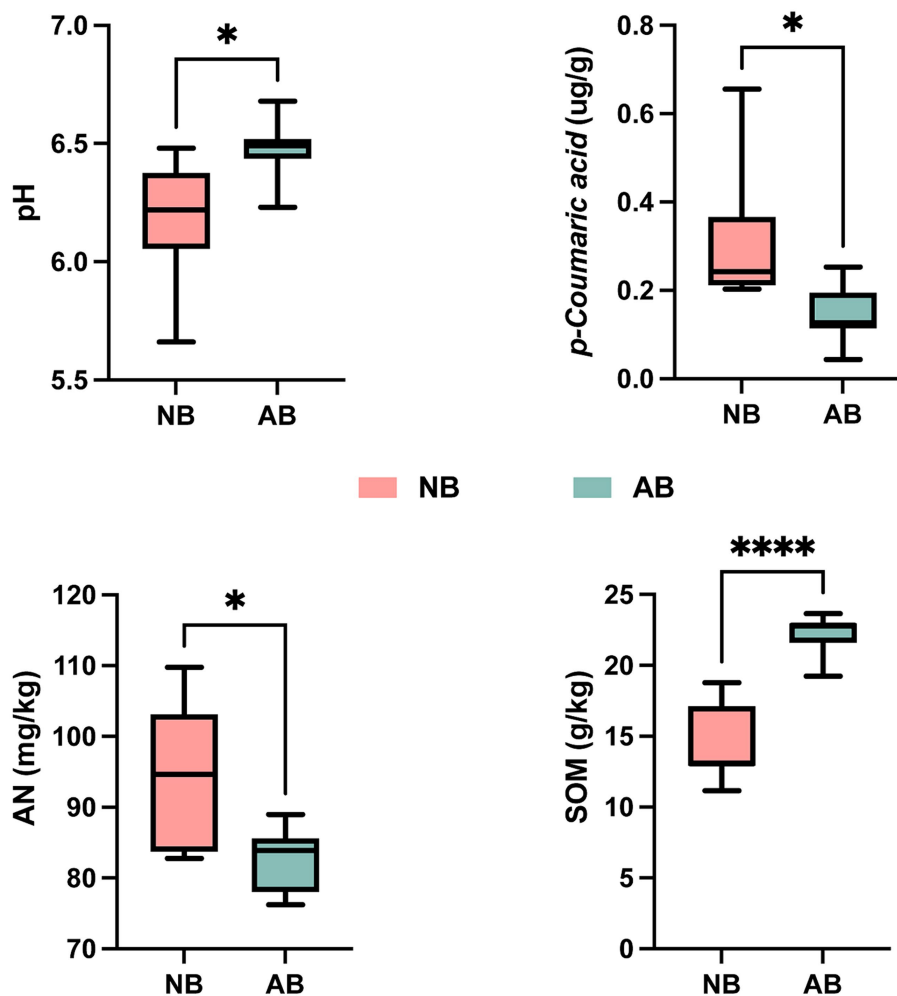 pH
7.0
6.5
6.0
5.5
*
NB AB
p-Coumaric acid (ug/g)
0.8
0.6
0.4
0.2
0.0
*
NB AB
NB AB
AN (mg/kg)
120
110
100
90
80
70
*
NB AB
SOM (g/kg)
25
20
15
10
5
0
****
NB AB